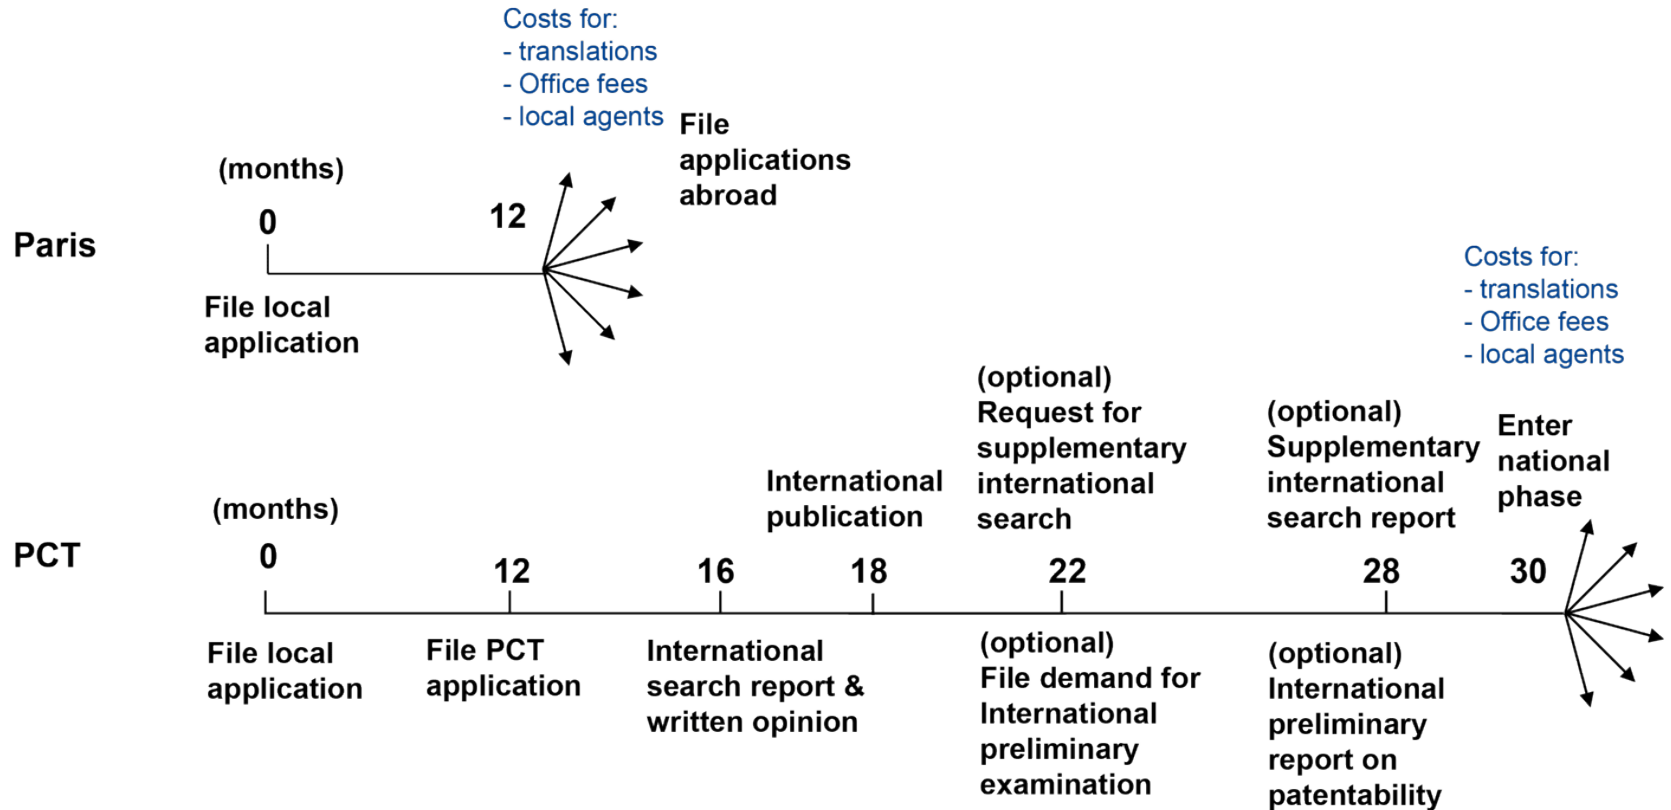 Costs for:
- translations
- Office fees
- local agents
File
applications
abroad
(months)
0
12
Paris
File local
application
Costs for:
- translations
- Office fees
- local agents
(optional)
Request for
supplementary
international
search
(optional)
Supplementary
international
search report
Enter
national
phase
International
publication
(months)
PCT
0
12
16
18
22
28
30
File local
application
File PCT
application
International
search report &
written opinion
(optional)
File demand for
International
preliminary
examination
(optional)
International
preliminary
report on
patentability